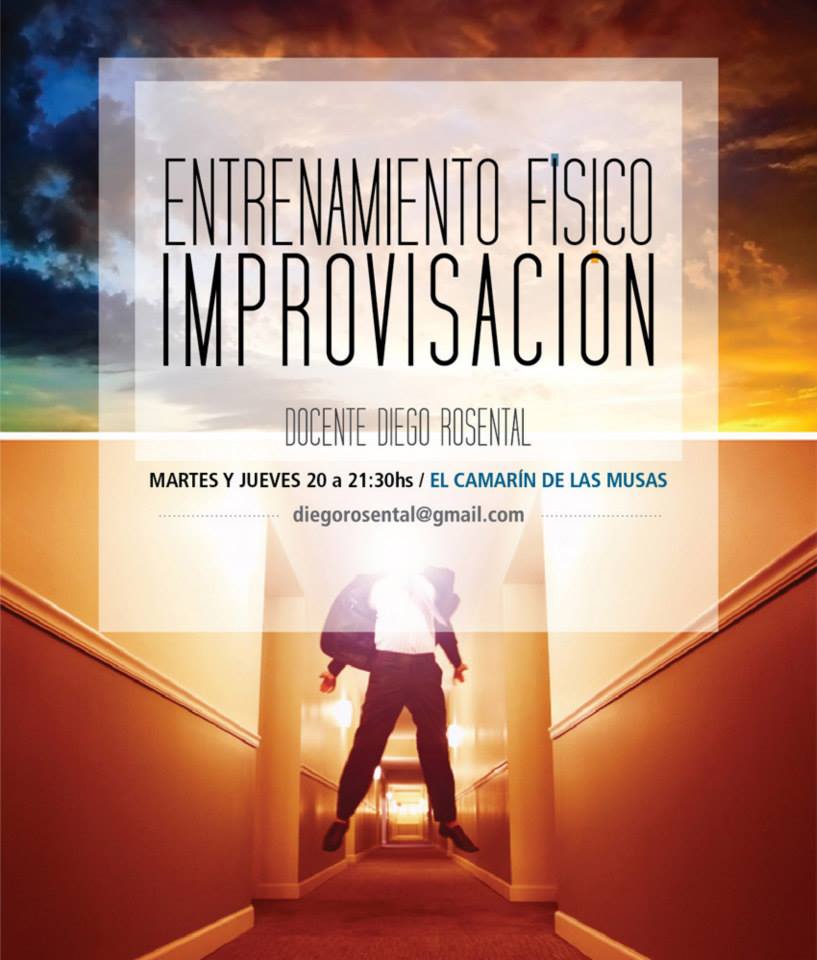 ENTRENAMIENTO FÍSICO
IMPROVISACIÓN
DOCENTE DIEGO ROSENTAL
MARTES Y JUEVES 20 a 21:30hs / EL CAMARÍN DE LAS MUSAS
diegorosental@gmail.com